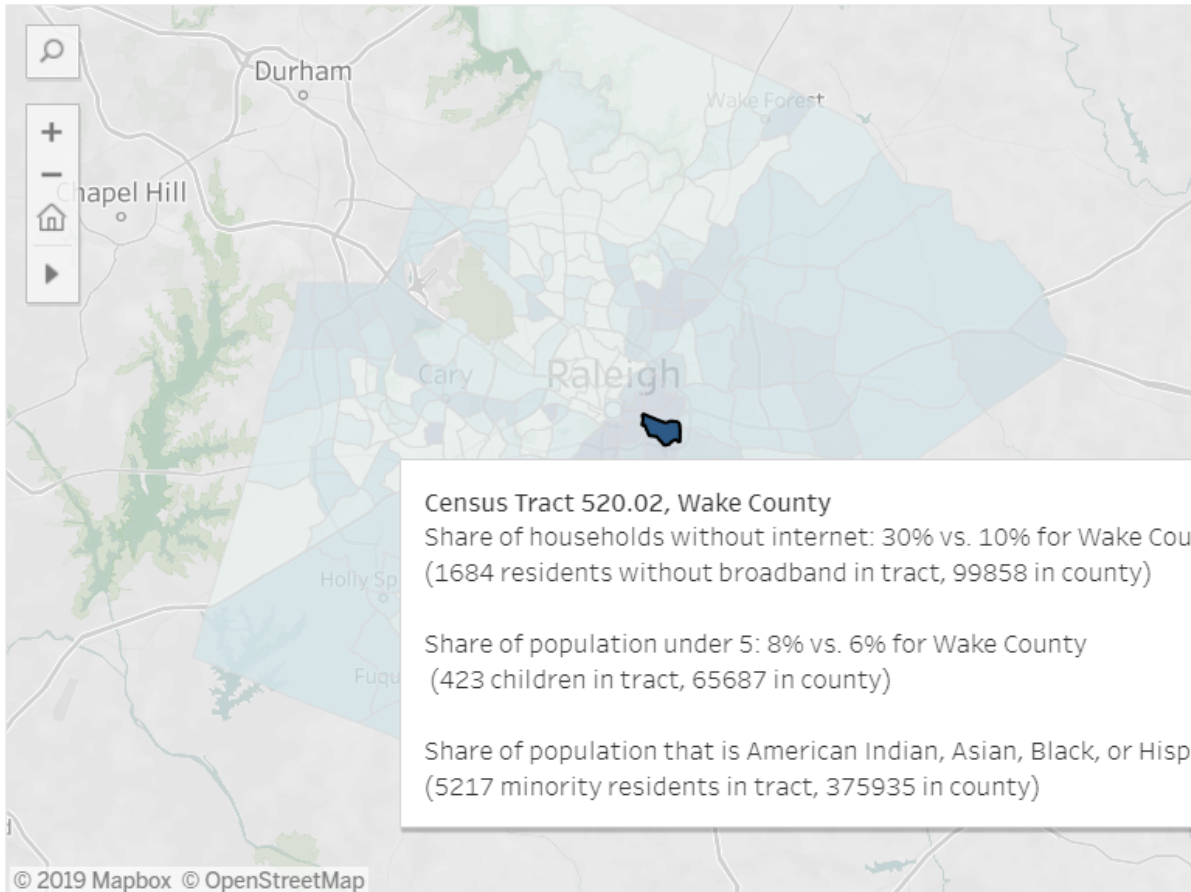 Durham
Wake Forest
Chapel Hill
Cary
Raleigh
Census Tract 520.02, Wake County
Share of households without internet: 30% vs. 10% for Wake Cou
(1684 residents without broadband in tract, 99858 in county)
Holly Sp
Share of population under 5: 8% vs. 6% for Wake County
Fuqu
(423 children in tract, 65687 in county)
Share of population that is American Indian, Asian, Black, or Hisp
(5217 minority residents in tract, 375935 in county)
© 2019 Mapbox © OpenStreetMap